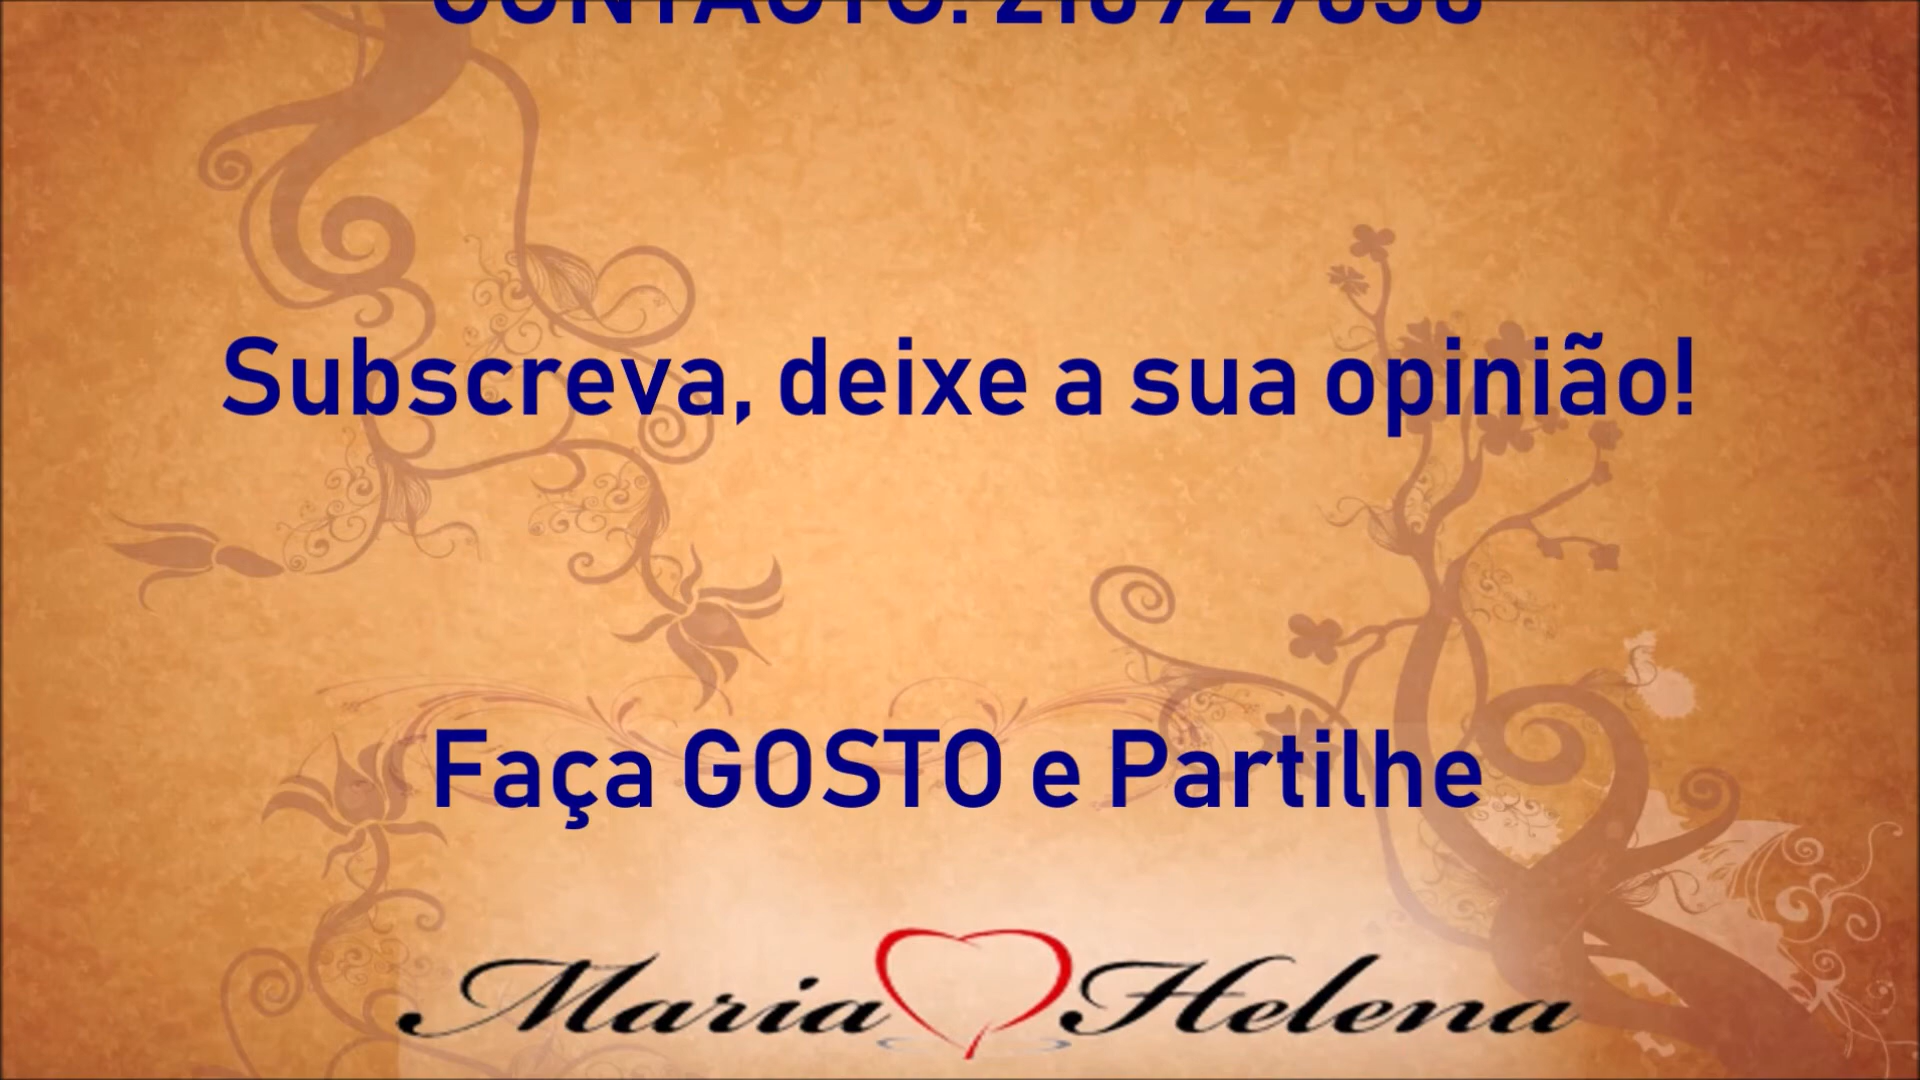 Subscreva, deixe a sua opinião!
Faça GOSTO e Partilhe
Maria Helena